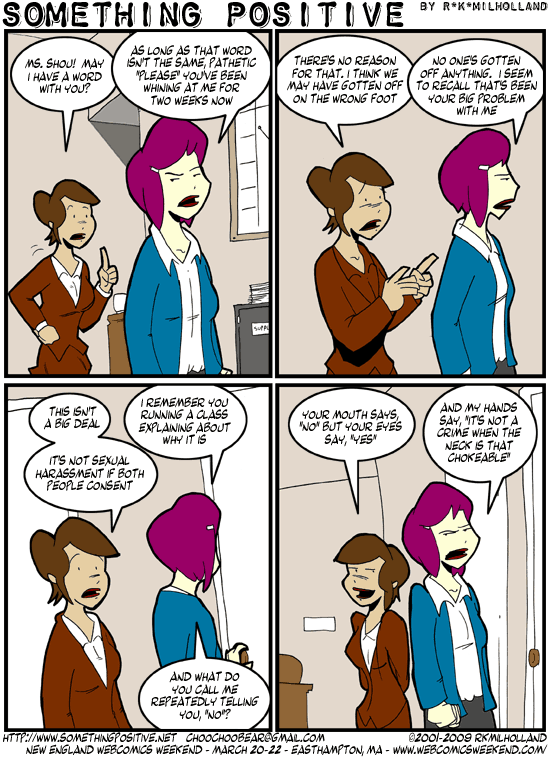 SOMETHING POSITIVE BY R*K*MILHOLLAND
MS. SHOU! MAY
I HAVE A WORD
WITH YOU?
AS LONG AS THAT WORD
ISN'T THE SAME, PATHETIC
"PLEASE" YOU'VE BEEN
WHINING AT ME FOR
TWO WEEKS NOW
SUPPL
THERE'S NO REASON
FOR THAT. I THINK WE
MAY HAVE GOTTEN OFF
ON THE WRONG FOOT
NO ONE'S GOTTEN
OFF ANYTHING. I SEEM
TO RECALL THAT'S BEEN
YOUR BIG PROBLEM
WITH ME
THIS ISN'T
A BIG DEAL
IT'S NOT SEXUAL
HARASSMENT IF BOTH
PEOPLE CONSENT
I REMEMBER YOU
RUNNING A CLASS
EXPLAINING ABOUT
WHY IT IS
AND WHAT DO
YOU CALL ME
REPEATEDLY TELLING
YOU, "NO"?
YOUR MOUTH SAYS,
"NO" BUT YOUR EYES
SAY, "YES"
AND MY HANDS
SAY, "IT'S NOT A
CRIME WHEN THE
NECK IS THAT
CHOKEABLE"
HTTP://WWW.SOMETHINGPOSITIVE.NET CHOOCHOOBEAR@GMAIL.COM ©2001-2009 RKMILHOLLAND
NEW ENGLAND WEBCOMICS WEEKEND - MARCH 20-22 - EASTHAMPTON, MA - WWW.WEBCOMICSWEEKEND.COM/